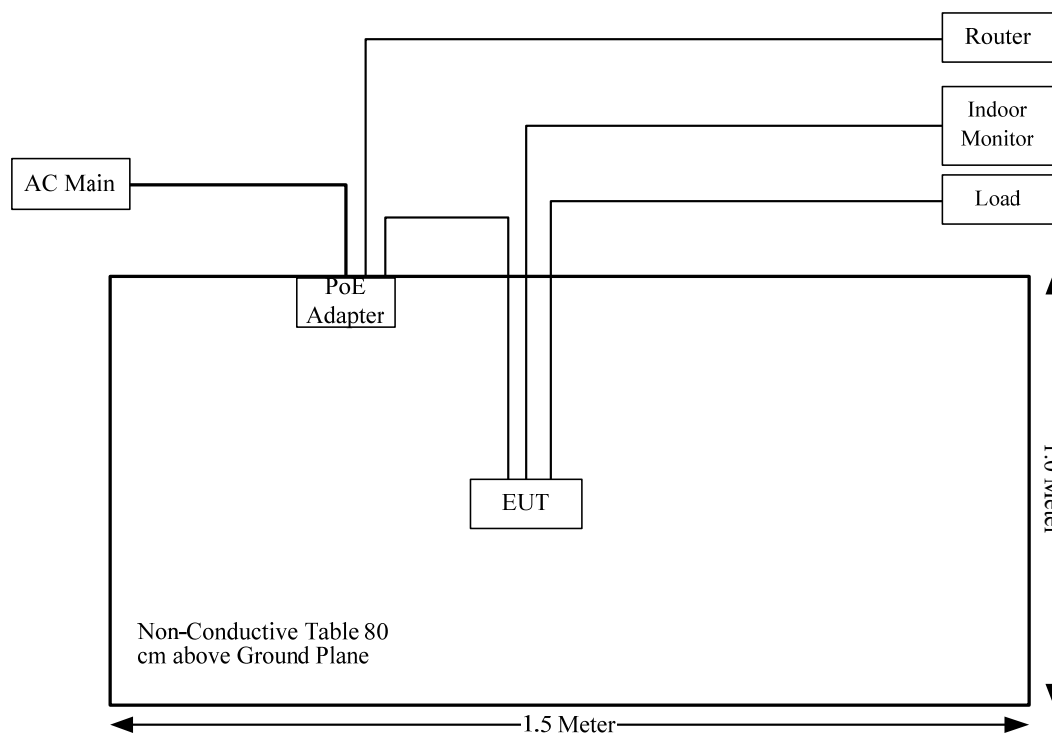 Router
Indoor
Monitor
AC Main
Load
PoE
Adapter
EUT
Non-Conductive Table 80
cm above Ground Plane
1.5 Meter